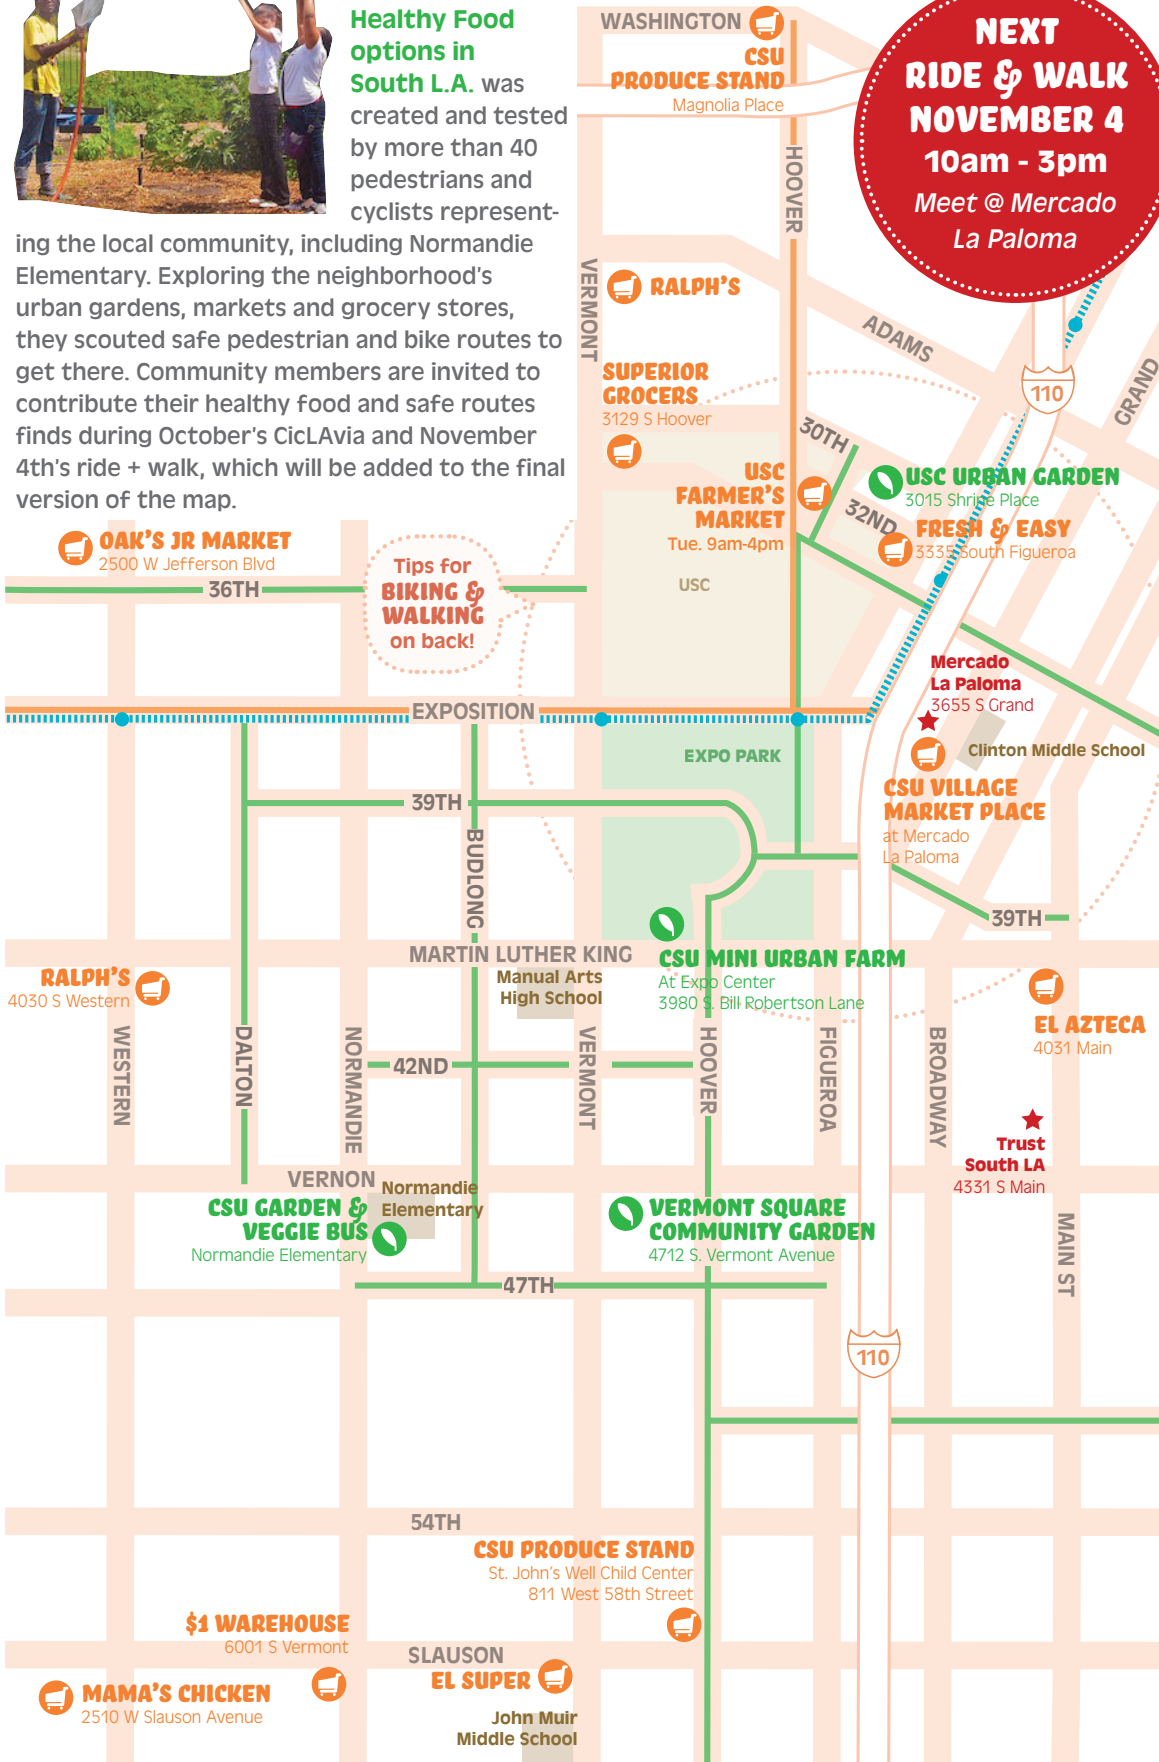 Healthy Food
options in
South L.A. was
created and tested
by more than 40
pedestrians and
cyclists represent-
ing the local community, including Normandie
Elementary. Exploring the neighborhood's
urban gardens, markets and grocery stores,
they scouted safe pedestrian and bike routes to
get there. Community members are invited to
contribute their healthy food and safe routes
finds during October's CicLAvia and November
4th's ride + walk, which will be added to the final
version of the map.
NEXT
RIDE & WALK
NOVEMBER 4
10am - 3pm
Meet @ Mercado
La Paloma
WASHINGTON
CSU
PRODUCE STAND
Magnolia Place
HOOVER
VERMONT
RALPH'S
ADAMS
SUPERIOR
GROCERS
3129 S Hoover
110
GRAND
30TH
USC
FARMER'S
MARKET
Tue. 9am-4pm
32ND
USC URBAN GARDEN
3015 Shrine Place
FRESH & EASY
3335 South Figueroa
OAK'S JR MARKET
2500 W Jefferson Blvd
36TH
Tips for
BIKING &
WALKING
on back!
USC
Mercado
La Paloma
3655 S Grand
EXPOSITION
EXPO PARK
Clinton Middle School
CSU VILLAGE
MARKET PLACE
at Mercado
La Paloma
39TH
BUDLONG
39TH
MARTIN LUTHER KING
Manual Arts
High School
CSU MINI URBAN FARM
At Expo Center
3980 S. Bill Robertson Lane
RALPH'S
4030 S Western
EL AZTECA
4031 Main
WESTERN
DALTON
NORMANDIE
42ND
VERMONT
HOOVER
FIGUEROA
BROADWAY
Trust
South LA
4331 S Main
VERNON
Normandie
Elementary
CSU GARDEN &
VEGGIE BUS
Normandie Elementary
VERMONT SQUARE
COMMUNITY GARDEN
4712 S. Vermont Avenue
MAIN ST
47TH
110
54TH
CSU PRODUCE STAND
St. John's Well Child Center
811 West 58th Street
$1 WAREHOUSE
6001 S Vermont
SLAUSON
EL SUPER
MAMA'S CHICKEN
2510 W Slauson Avenue
John Muir
Middle School